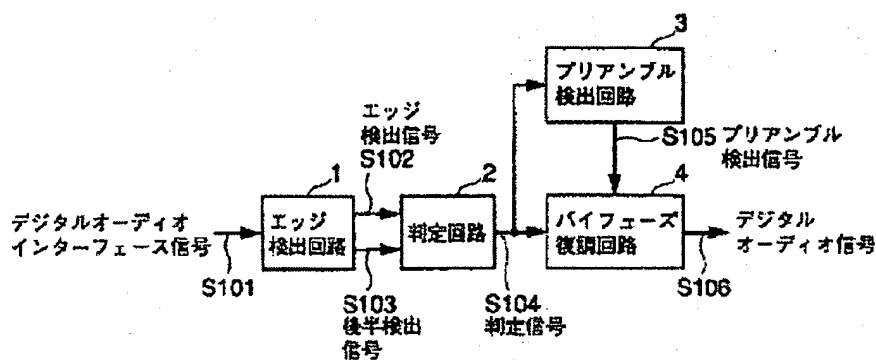 3
プリアンブル
検出回路
エッジ
検出信号
S102
S105 プリアンブル
検出信号
1
2
4
デジタルオーディオ
インターフェース信号
エッジ
検出回路
判定回路
バイフェーズ
復調回路
デジタル
オーディオ信号
S101
S103
後半検出
信号
S104
判定信号
S106